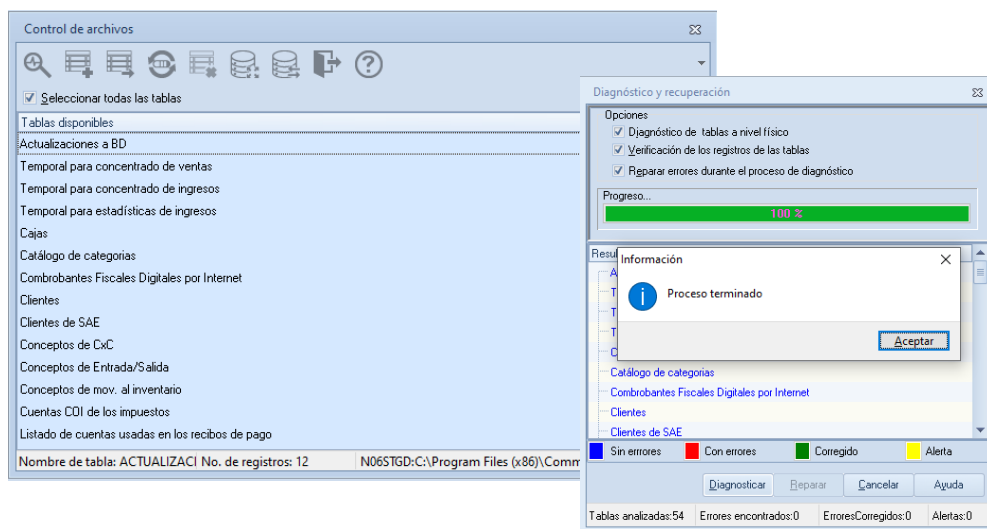 Control de archivos
Seleccionar todas las tablas
Tablas disponibles
Actualizaciones a BD
Temporal para concentrado de ventas
Temporal para concentrado de ingresos
Temporal para estadísticas de ingresos
Cajas
Catálogo de categorias
Combrobantes Fiscales Digitales por Internet
Clientes
Clientes de SAE
Conceptos de CxC
Conceptos de Entrada/Salida
Conceptos de mov. al inventario
Cuentas COI de los impuestos
Listado de cuentas usadas en los recibos de pago
Nombre de tabla: ACTUALIZACI No. de registros: 12 N06STGD:C:\Program Files (x86)\Comm
Diagnóstico y recuperación
Opciones
Diagnóstico de tablas a nivel físico
Verificación de los registros de las tablas
Reparar errores durante el proceso de diagnóstico
Progreso...
100 %
Resu
Información
A
T
Proceso terminado
T
T
Aceptar
C
Catálogo de categorias
Combrobantes Fiscales Digitales por Internet
Clientes
Clientes de SAE
Sin errrores Con errores Corregido Alerta
Diagnosticar Reparar Cancelar Ayuda
Tablas analizadas:54 Errores encontrados:0 ErroresCorregidos:0 Alertas:0